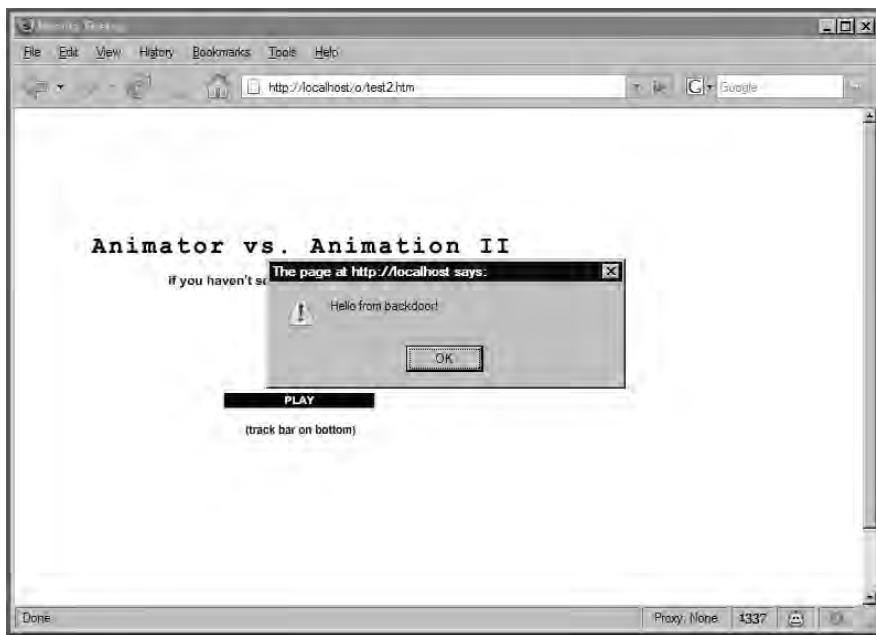 File Edit View History Bookmarks Tools Help
http://localhost/o/test2.htm
G Google
Animator vs. Animation II
if you haven't
The page at http://localhost says:
Hello from backdoor!
OK
PLAY
(track bar on bottom)
Done
Proxy: None 1337